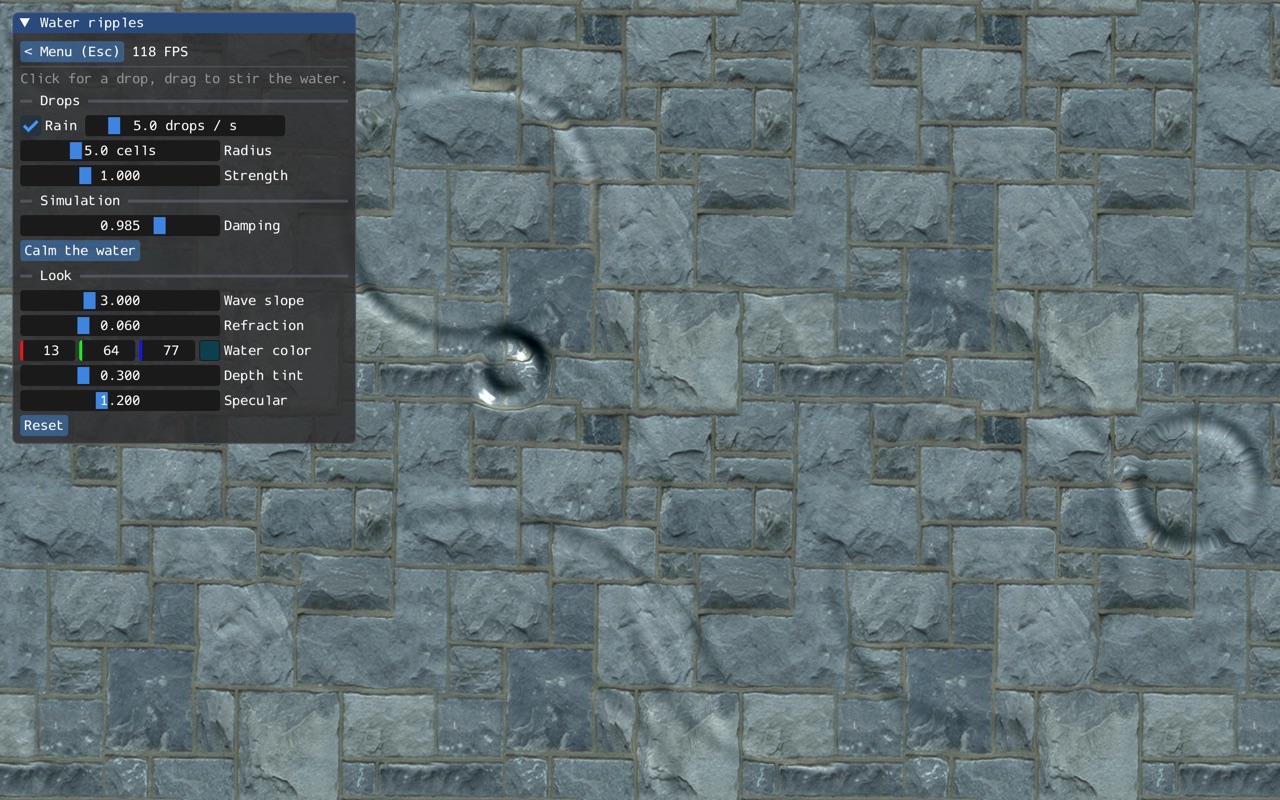 Water ripples
< Menu (Esc) 118 FPS
Click for a drop, drag to stir the water.
Drops
Rain 5.0 drops / s
5.0 cells Radius
1.000 Strength
Simulation
0.985 Damping
Calm the water
Look
3.000 Wave slope
0.060 Refraction
13 64 77 Water color
0.300 Depth tint
1.200 Specular
Reset